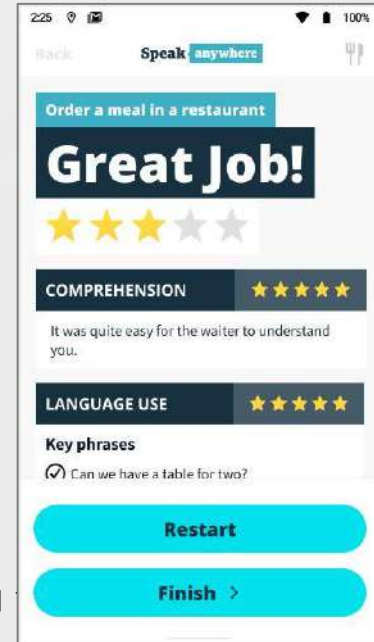 2:25 100%
Back Speak anywhere
Order a meal in a restaurant
Great Job!
COMPREHENSION
It was quite easy for the waiter to understand
you.
LANGUAGE USE
Key phrases
Can we have a table for two?
Restart
Finish >